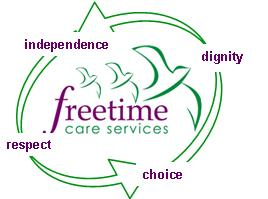 independence
dignity
freetime
care services
respect
choice